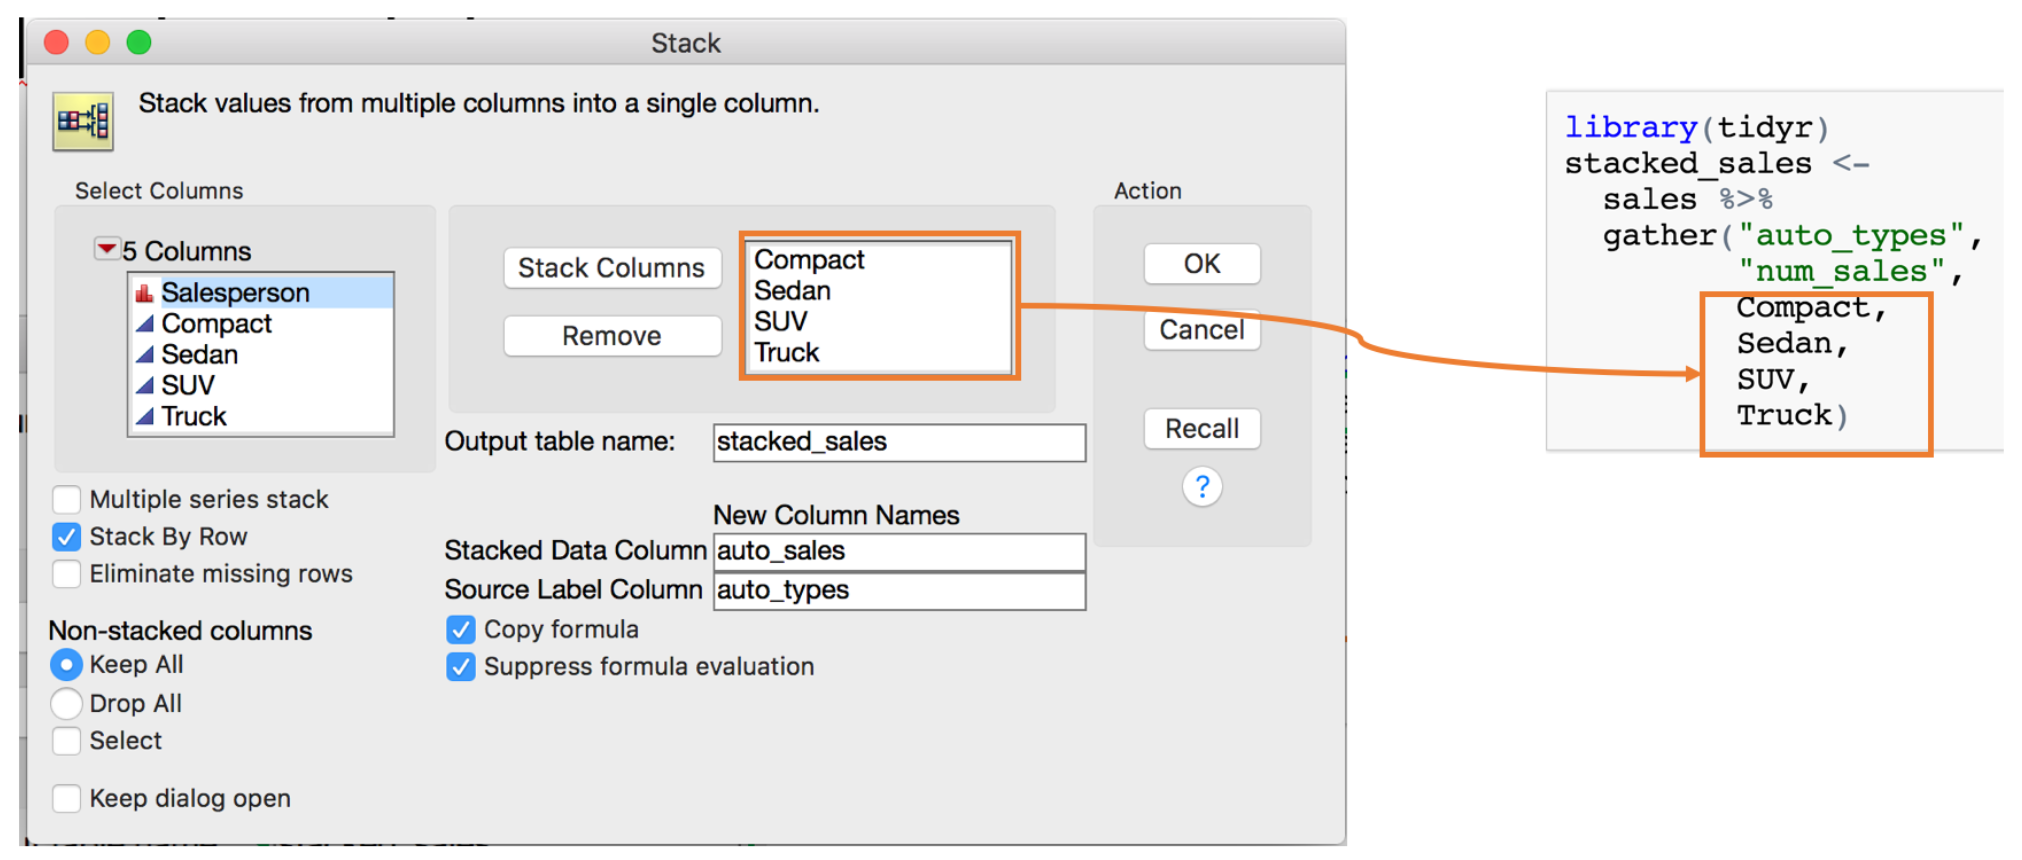 Stack
Stack values from multiple columns into a single column.
Select Columns
5 Columns
Salesperson
Compact
Sedan
SUV
Truck
Stack Columns
Remove
Compact
Sedan
SUV
Truck
Action
OK
Cancel
Recall
?
Output table name: stacked_sales
New Column Names
Stacked Data Column auto_sales
Source Label Column auto_types
Copy formula
Suppress formula evaluation
Multiple series stack
Stack By Row
Eliminate missing rows
Non-stacked columns
Keep All
Drop All
Select
Keep dialog open
library(tidyr)
stacked_sales <-
sales %>%
gather("auto_types",
"num_sales",
Compact,
Sedan,
SUV,
Truck)